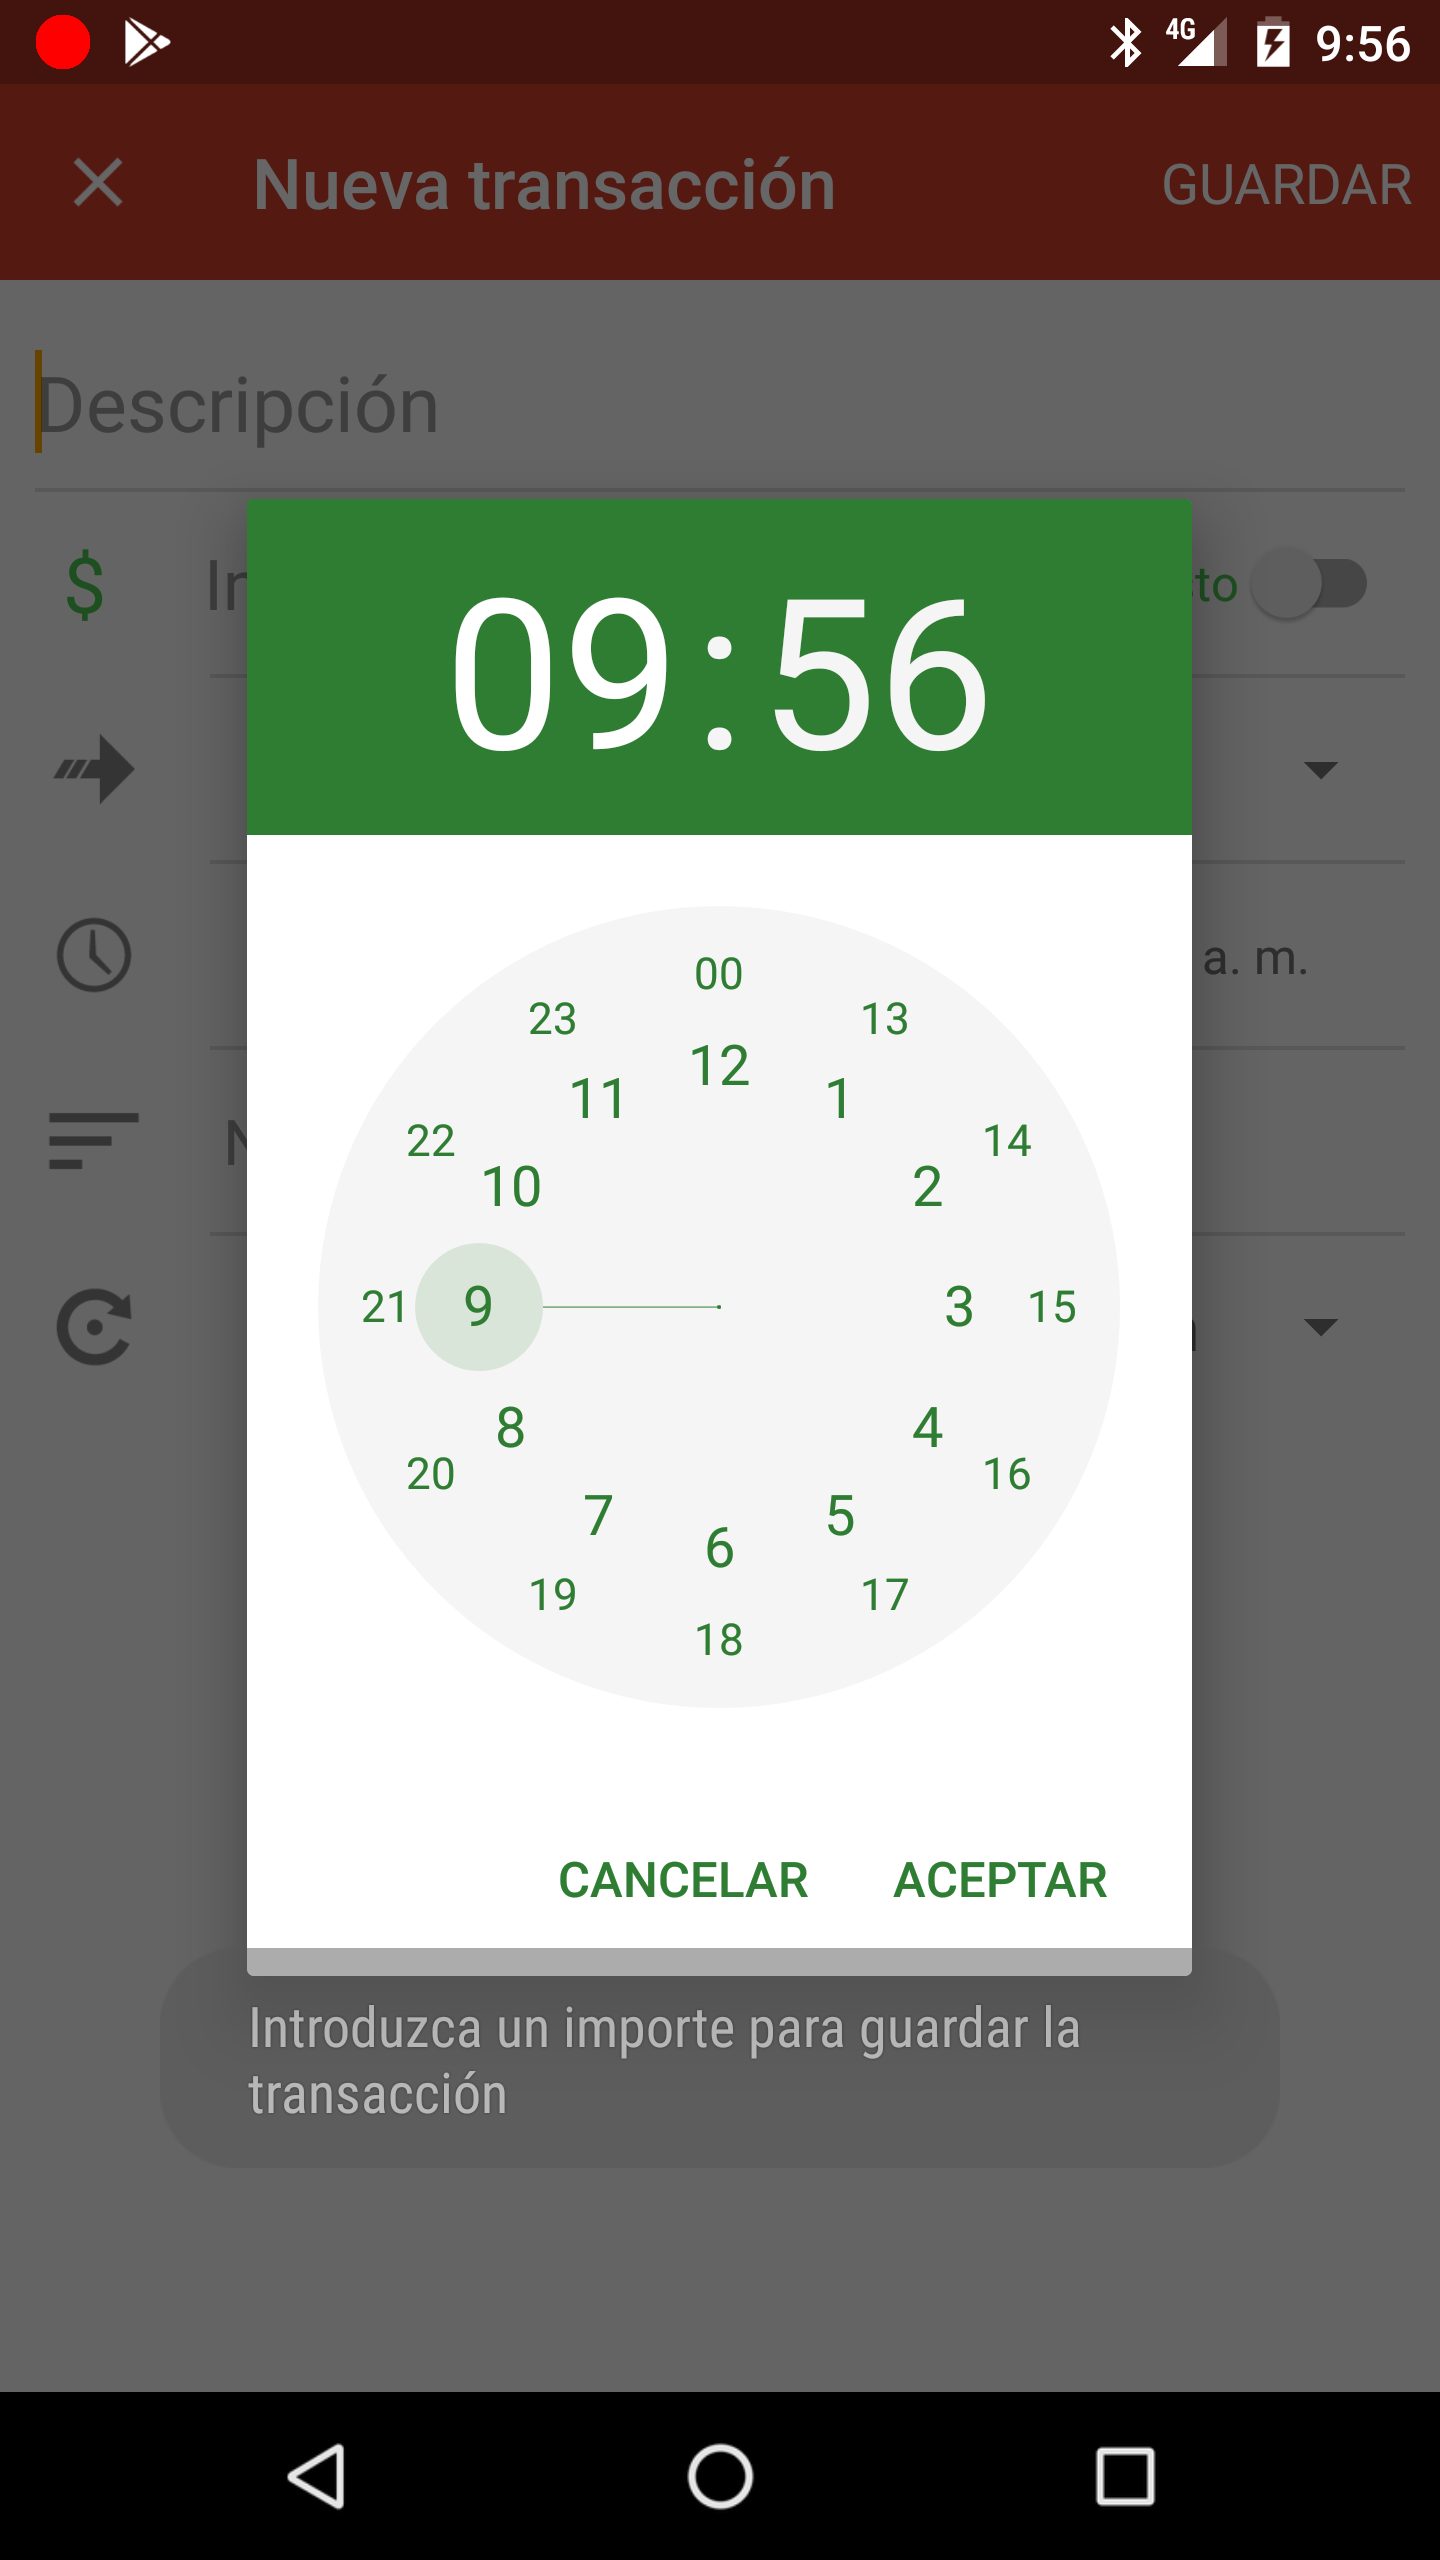 4G 9:56
Nueva transacción GUARDAR
Descripción
$
09:56
a. m.
00
23 13
12
11 1
22 14
10 2
21 9 3 15
8 4
20 16
7 5
6
19 17
18
CANCELAR ACEPTAR
Introduzca un importe para guardar la
transacción